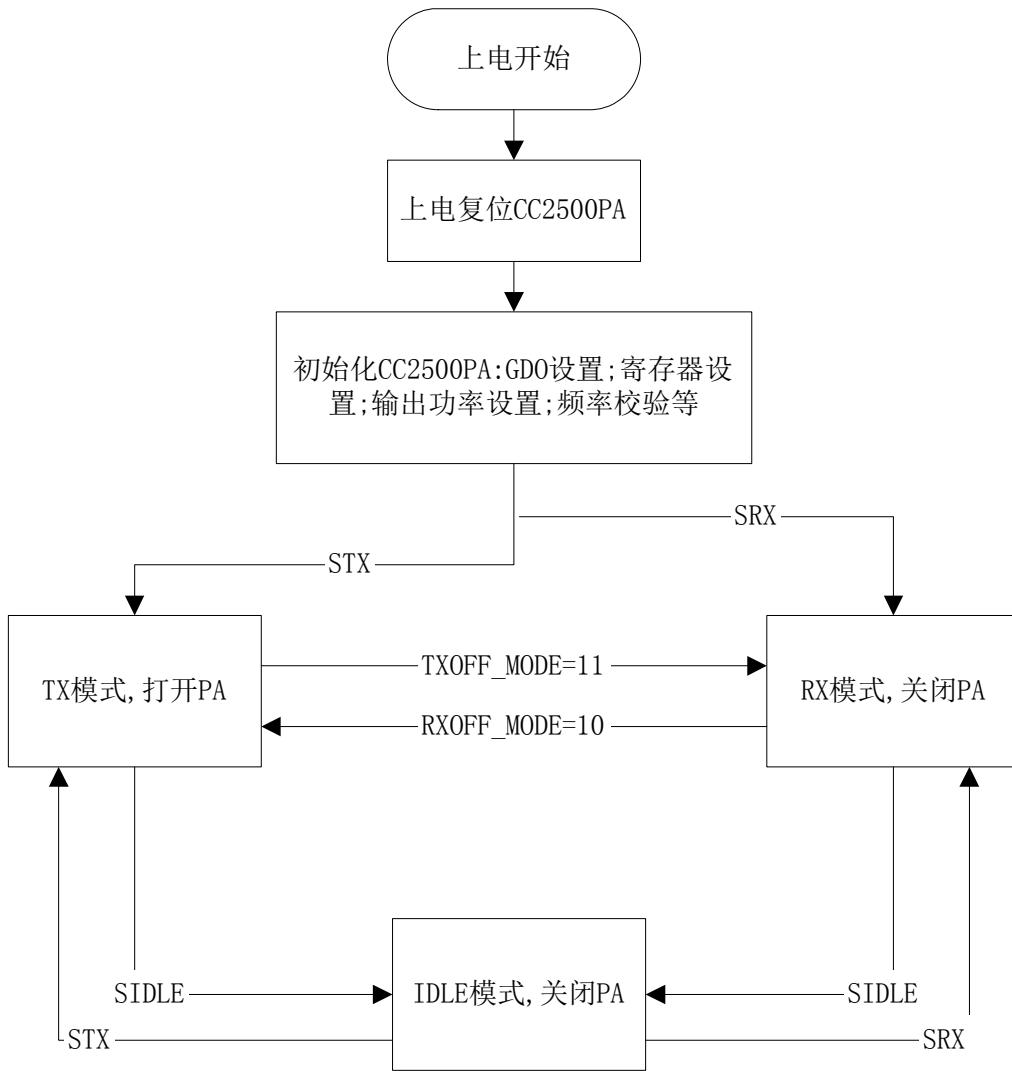 上电开始
上电复位CC2500PA
初始化CC2500PA:GDO设置;寄存器设
置;输出功率设置;频率校验等
SRX
STX
TXOFF_MODE=11
TX模式,打开PA
RX模式,关闭PA
RXOFF_MODE=10
SIDLE
IDLE模式,关闭PA
SIDLE
STX
SRX